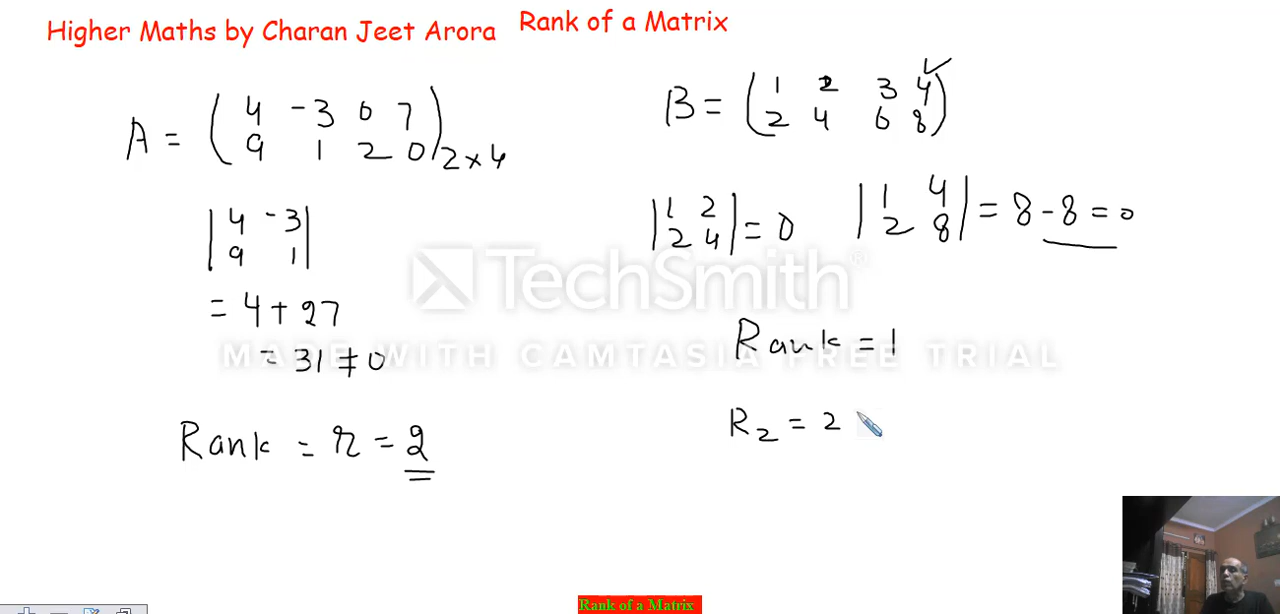 Higher Maths by Charan Jeet Arora
Rank of a Matrix
A = ( 4 -3 0 7
9 1 2 0 ) 2×4
| 4 -3 |
| 9 1 |
= 4 + 27
= 31 ≠ 0
Rank = r = 2
B = ( 1 2 3 4
2 4 6 8 )
| 1 2 |
| 2 4 | = 0
| 1 4 |
| 2 8 | = 8 - 8 = 0
Rank = 1
R2 = 2
TechSmith
MADE WITH CAMTASIA FREE TRIAL
Rank of a Matrix